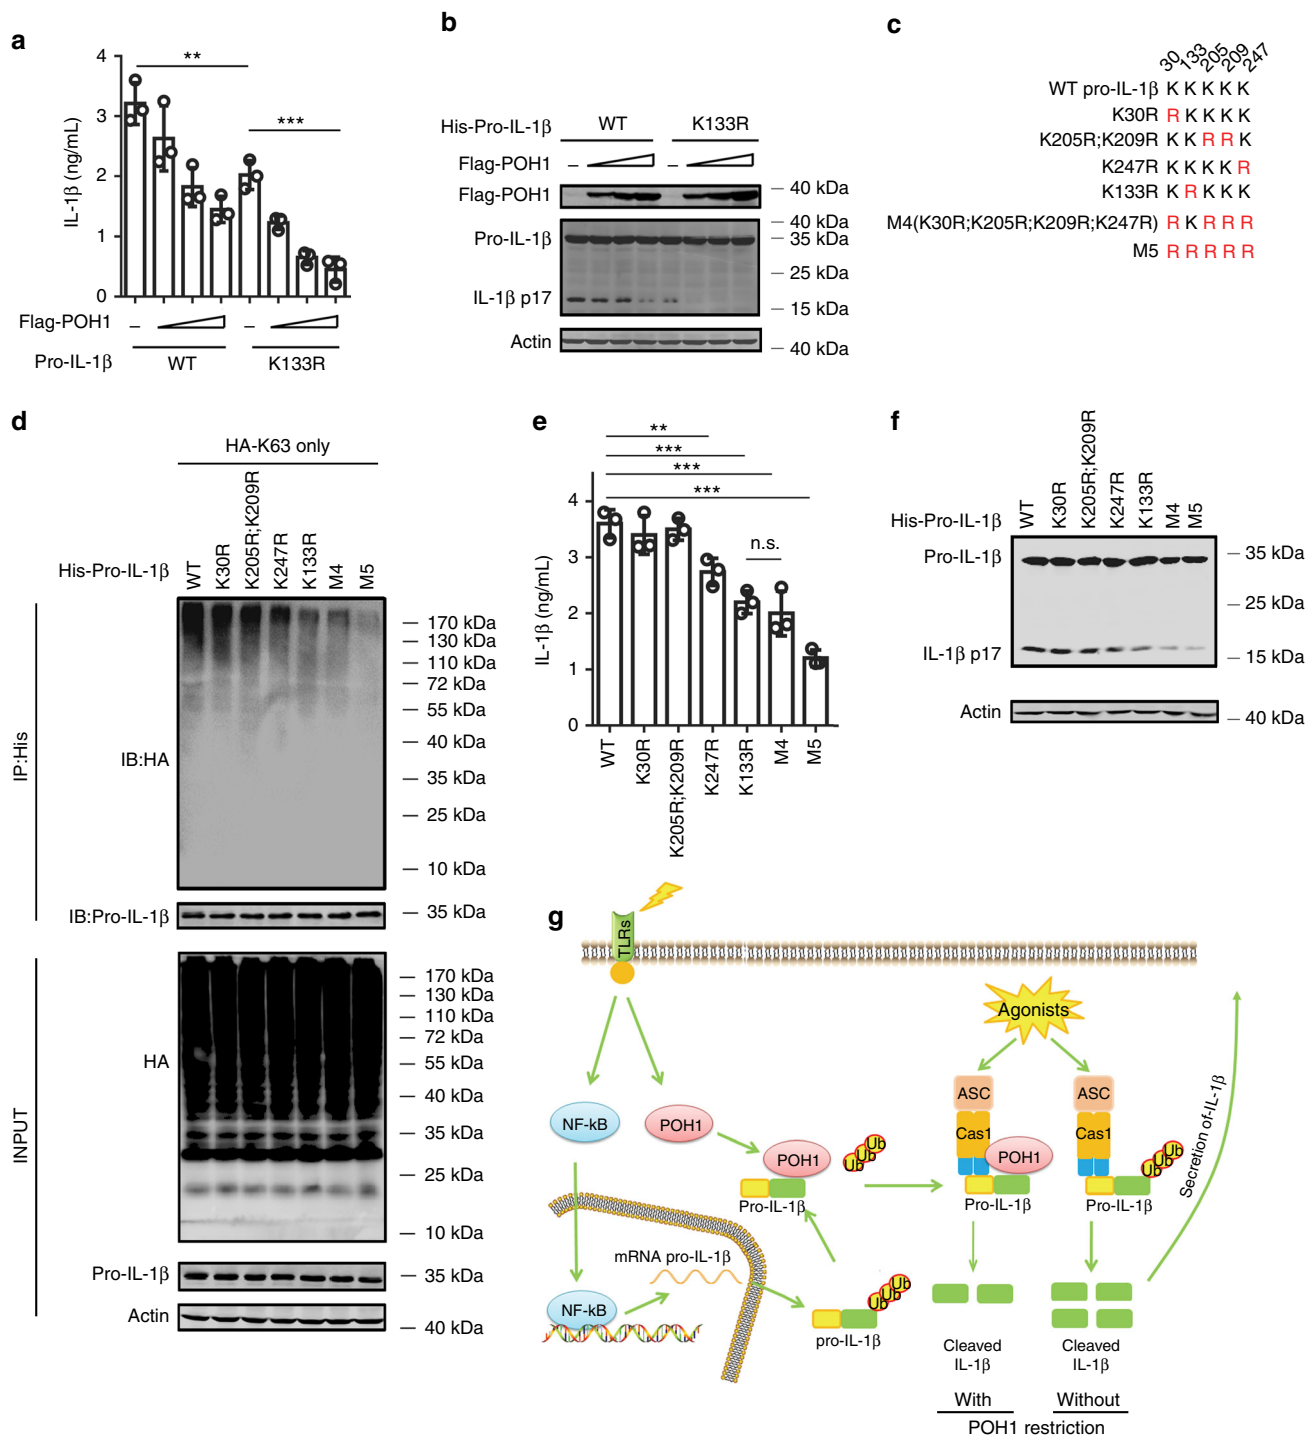 a
4
3
2
1
0
IL-1β (ng/mL)
**
***
Flag-POH1
–
–
Pro-IL-1β
WT
K133R
b
His-Pro-IL-1β
WT
K133R
Flag-POH1
–
–
Flag-POH1
– 40 kDa
– 40 kDa
Pro-IL-1β
– 35 kDa
– 25 kDa
IL-1β p17
– 15 kDa
Actin
– 40 kDa
c
30 133 205 209 247
WT pro-IL-1β K K K K K
K30R R K K K K
K205R;K209R K K R R K
K247R K K K K R
K133R K R K K K
M4(K30R;K205R;K209R;K247R) R K R R R
M5 R R R R R
d
HA-K63 only
His-Pro-IL-1β
WT
K30R
K205R;K209R
K247R
K133R
M4
M5
IP:His
IB:HA
— 170 kDa
— 130 kDa
— 110 kDa
— 72 kDa
— 55 kDa
— 40 kDa
— 35 kDa
— 25 kDa
— 10 kDa
IB:Pro-IL-1β
— 35 kDa
INPUT
HA
— 170 kDa
— 130 kDa
— 110 kDa
— 72 kDa
— 55 kDa
— 40 kDa
— 35 kDa
— 25 kDa
— 10 kDa
Pro-IL-1β
— 35 kDa
Actin
— 40 kDa
e
**
***
***
***
n.s.
4
3
2
1
0
IL-1β (ng/mL)
WT
K30R
K205R;K209R
K247R
K133R
M4
M5
f
His-Pro-IL-1β
WT
K30R
K205R;K209R
K247R
K133R
M4
M5
Pro-IL-1β
– 35 kDa
– 25 kDa
IL-1β p17
– 15 kDa
Actin
– 40 kDa
g
TLRs
Agonists
NF-kB
POH1
POH1
Ub
Ub
Ub
Pro-IL-1β
ASC
Cas1
POH1
Pro-IL-1β
ASC
Cas1
Ub
Ub
Ub
Pro-IL-1β
Secretion of-IL-1β
mRNA pro-IL-1β
NF-kB
Ub
Ub
Ub
pro-IL-1β
Cleaved
IL-1β
Cleaved
IL-1β
With
Without
POH1 restriction